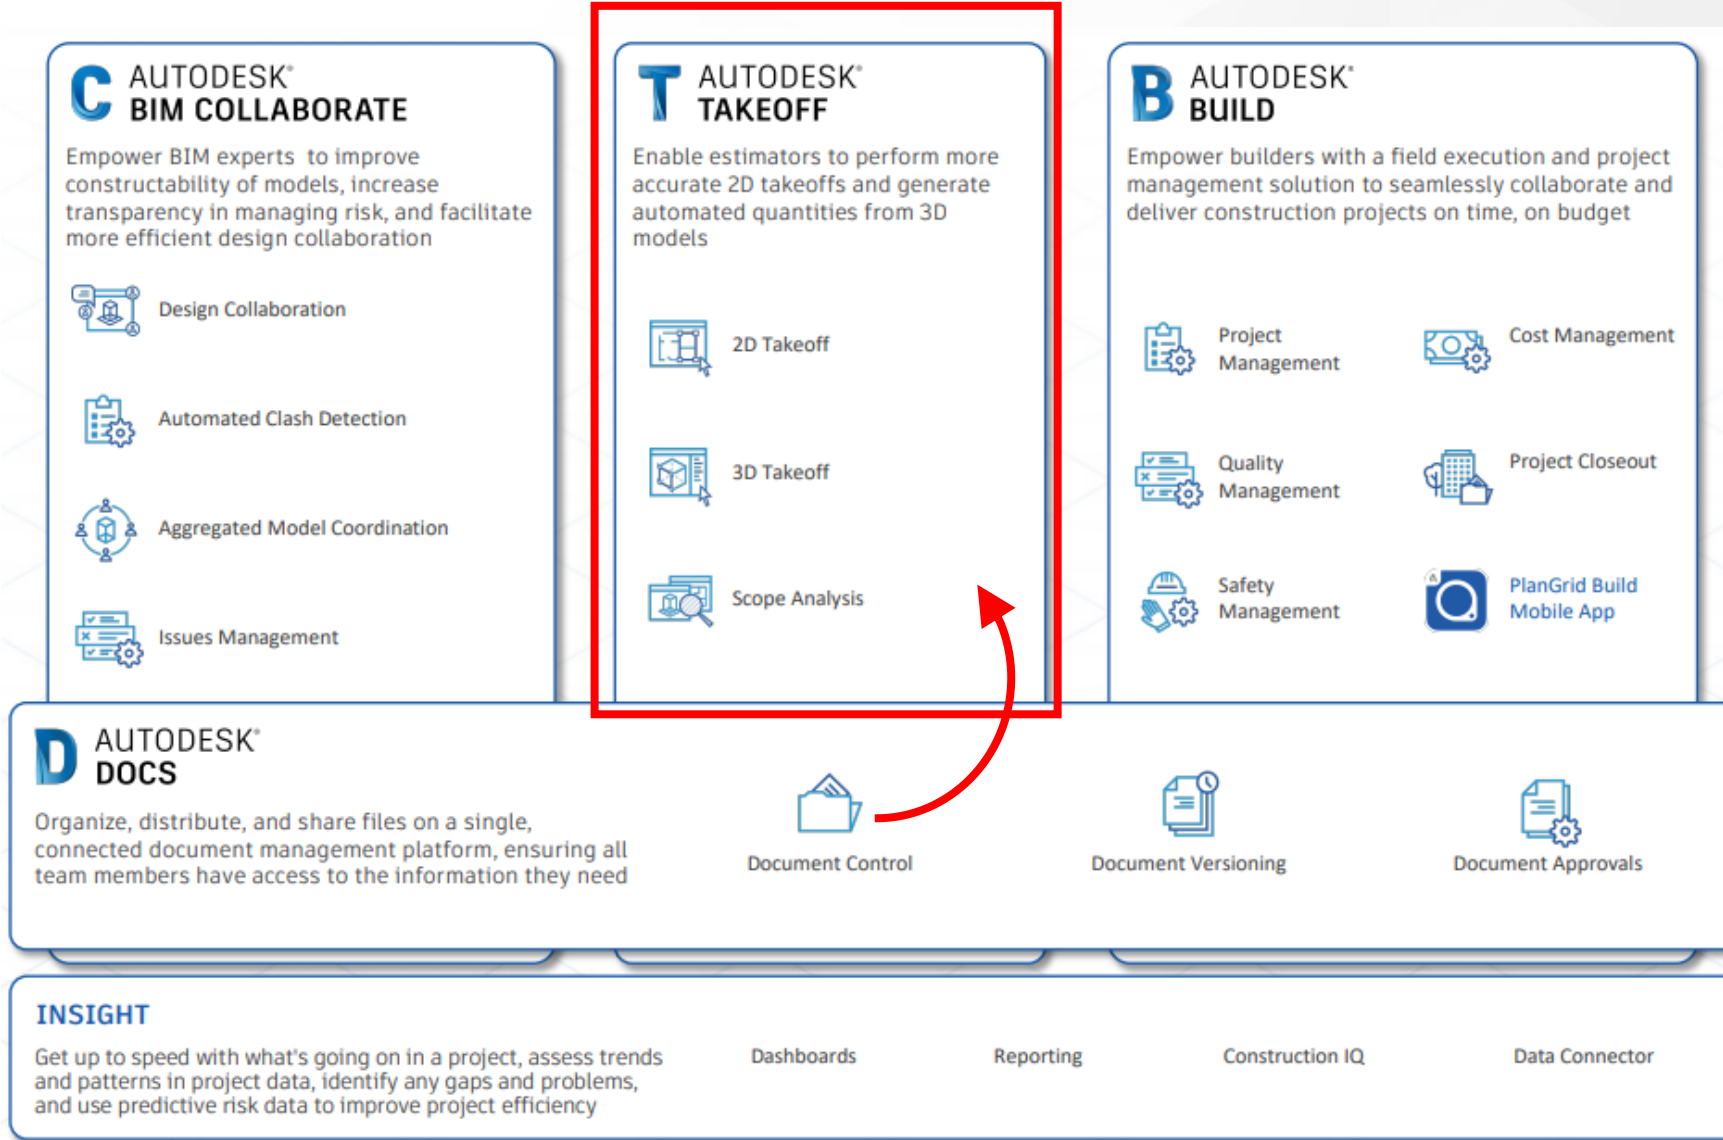 AUTODESK®
BIM COLLABORATE
Empower BIM experts to improve
constructability of models, increase
transparency in managing risk, and facilitate
more efficient design collaboration
Design Collaboration
Automated Clash Detection
Aggregated Model Coordination
Issues Management
AUTODESK®
TAKEOFF
Enable estimators to perform more
accurate 2D takeoffs and generate
automated quantities from 3D
models
2D Takeoff
3D Takeoff
Scope Analysis
AUTODESK®
BUILD
Empower builders with a field execution and project
management solution to seamlessly collaborate and
deliver construction projects on time, on budget
Project
Management
Cost Management
Quality
Management
Project Closeout
Safety
Management
PlanGrid Build
Mobile App
AUTODESK®
DOCS
Organize, distribute, and share files on a single,
connected document management platform, ensuring all
team members have access to the information they need
Document Control
Document Versioning
Document Approvals
INSIGHT
Get up to speed with what's going on in a project, assess trends
and patterns in project data, identify any gaps and problems,
and use predictive risk data to improve project efficiency
Dashboards
Reporting
Construction IQ
Data Connector